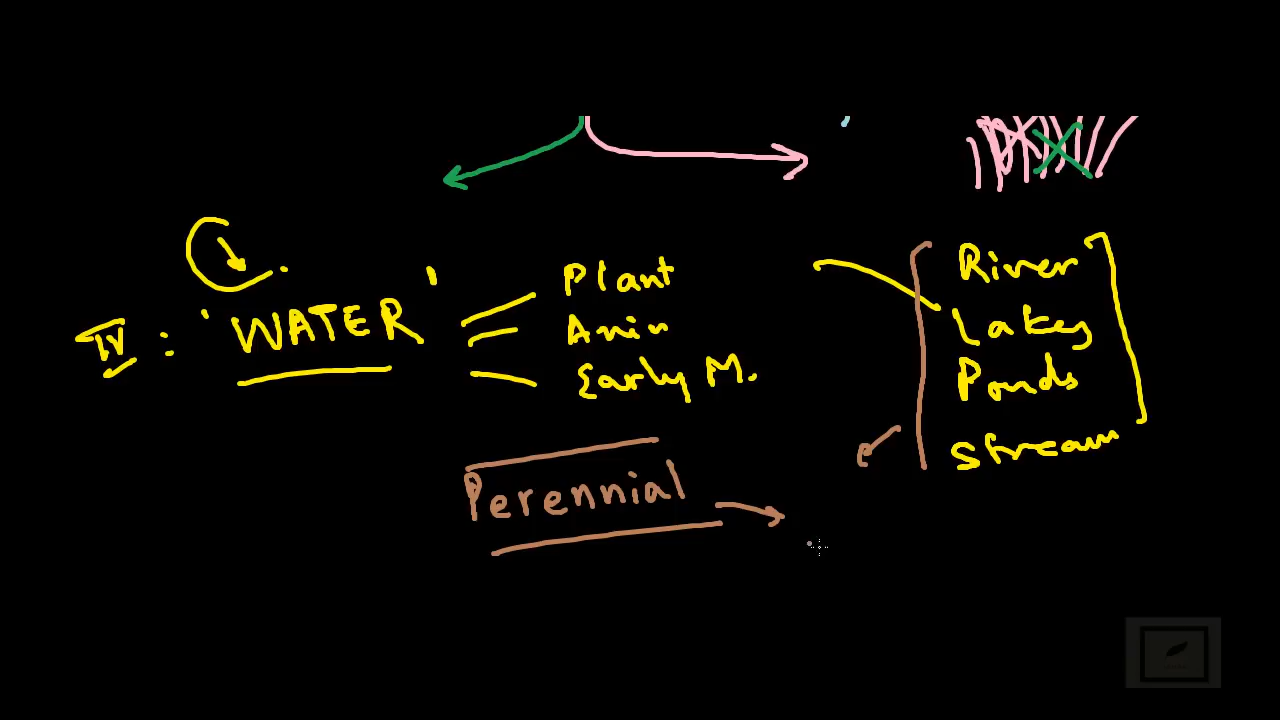 IV : 'WATER'
Plant
Anim
Early M.
River
Lakes
Ponds
Stream
Perennial